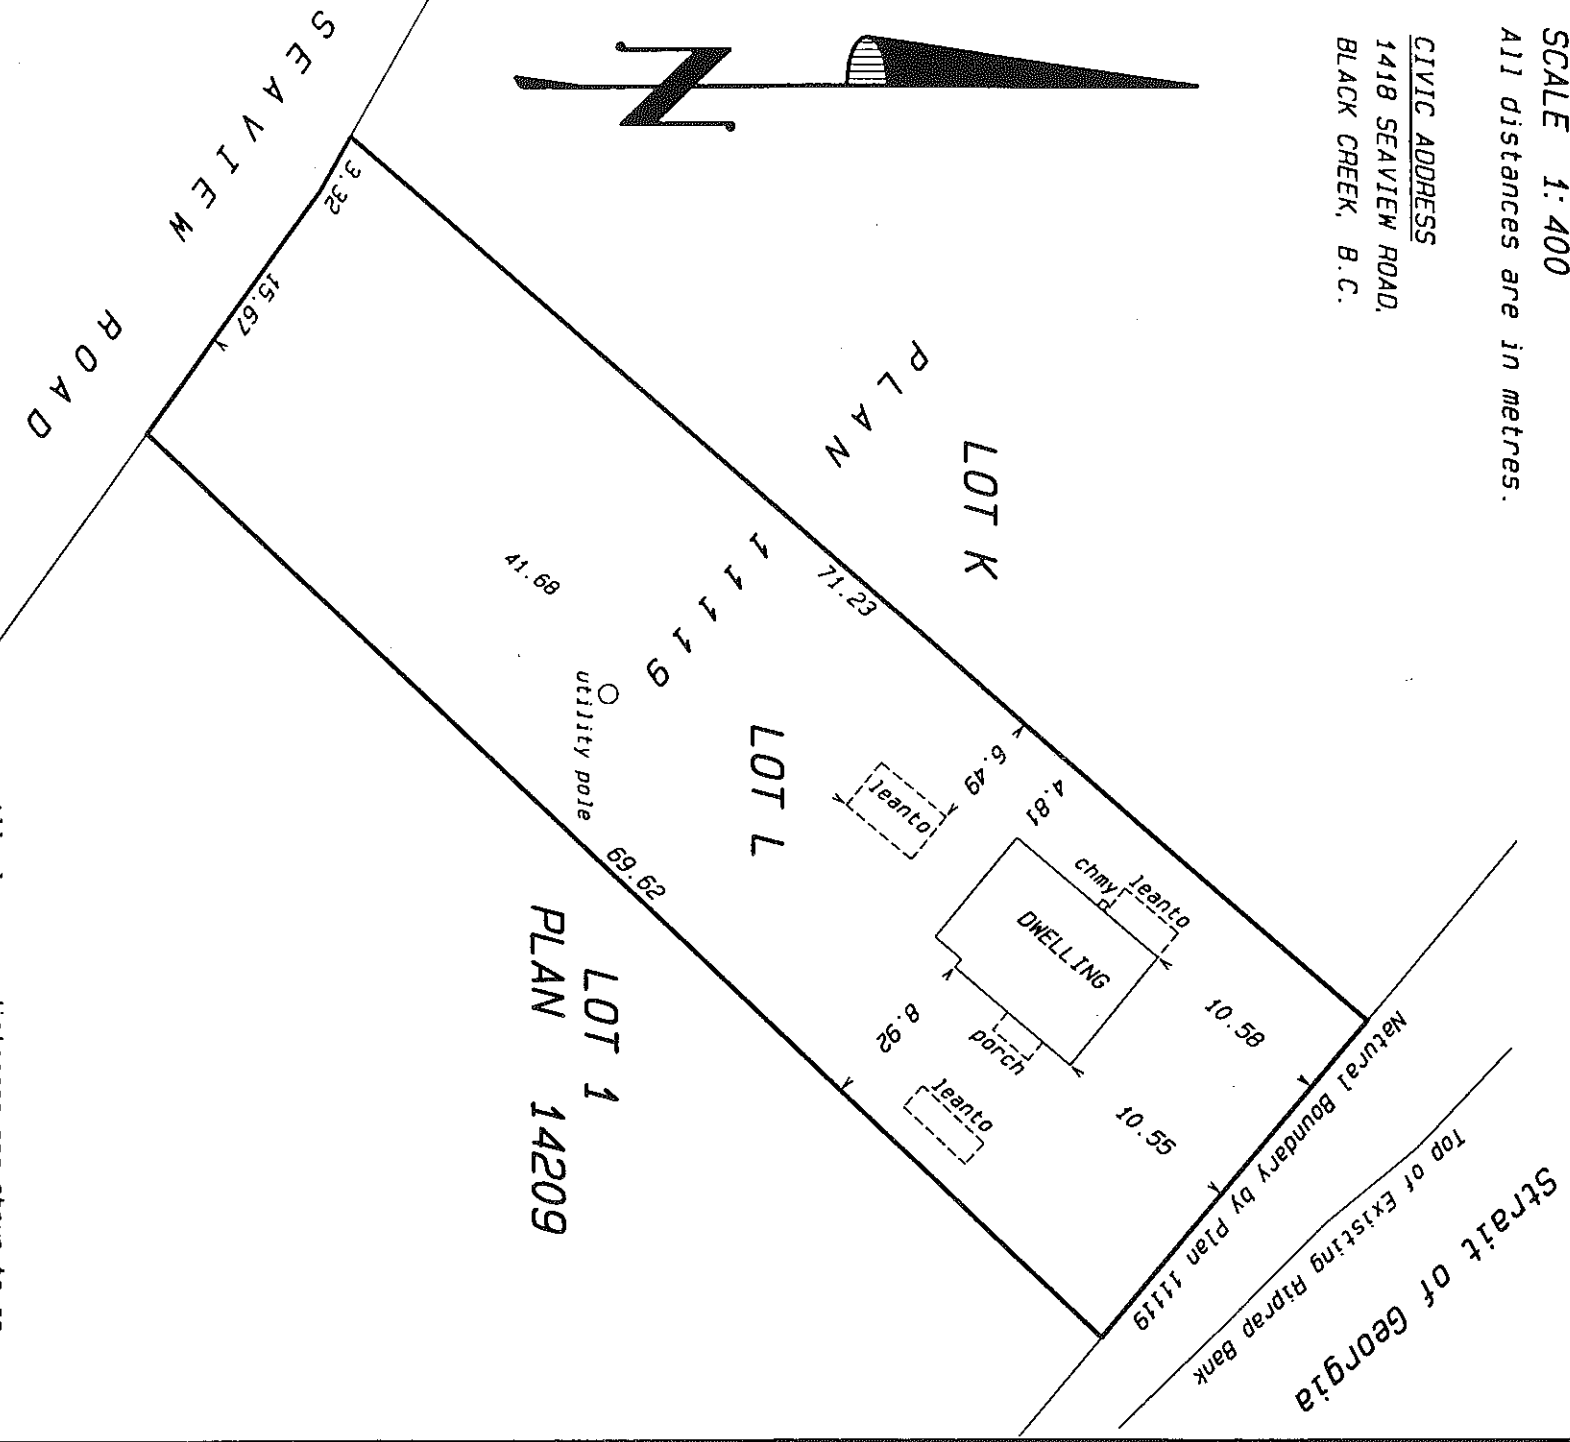 SCALE 1:400
All distances are in metres.
CIVIC ADDRESS
1418 SEAVIEW ROAD,
BLACK CREEK, B.C.
N
SEAVIEW ROAD
3.32
15.67
PLAN 11119
LOT K
71.23
41.68
utility pole
LOT L
69.62
6.49
4.81
leanto
chmy
leanto
DWELLING
porch
8.92
leanto
10.58
10.55
LOT 1
PLAN 14209
Natural Boundary by Plan 11119
Top of Existing Riprap Bank
Strait of Georgia